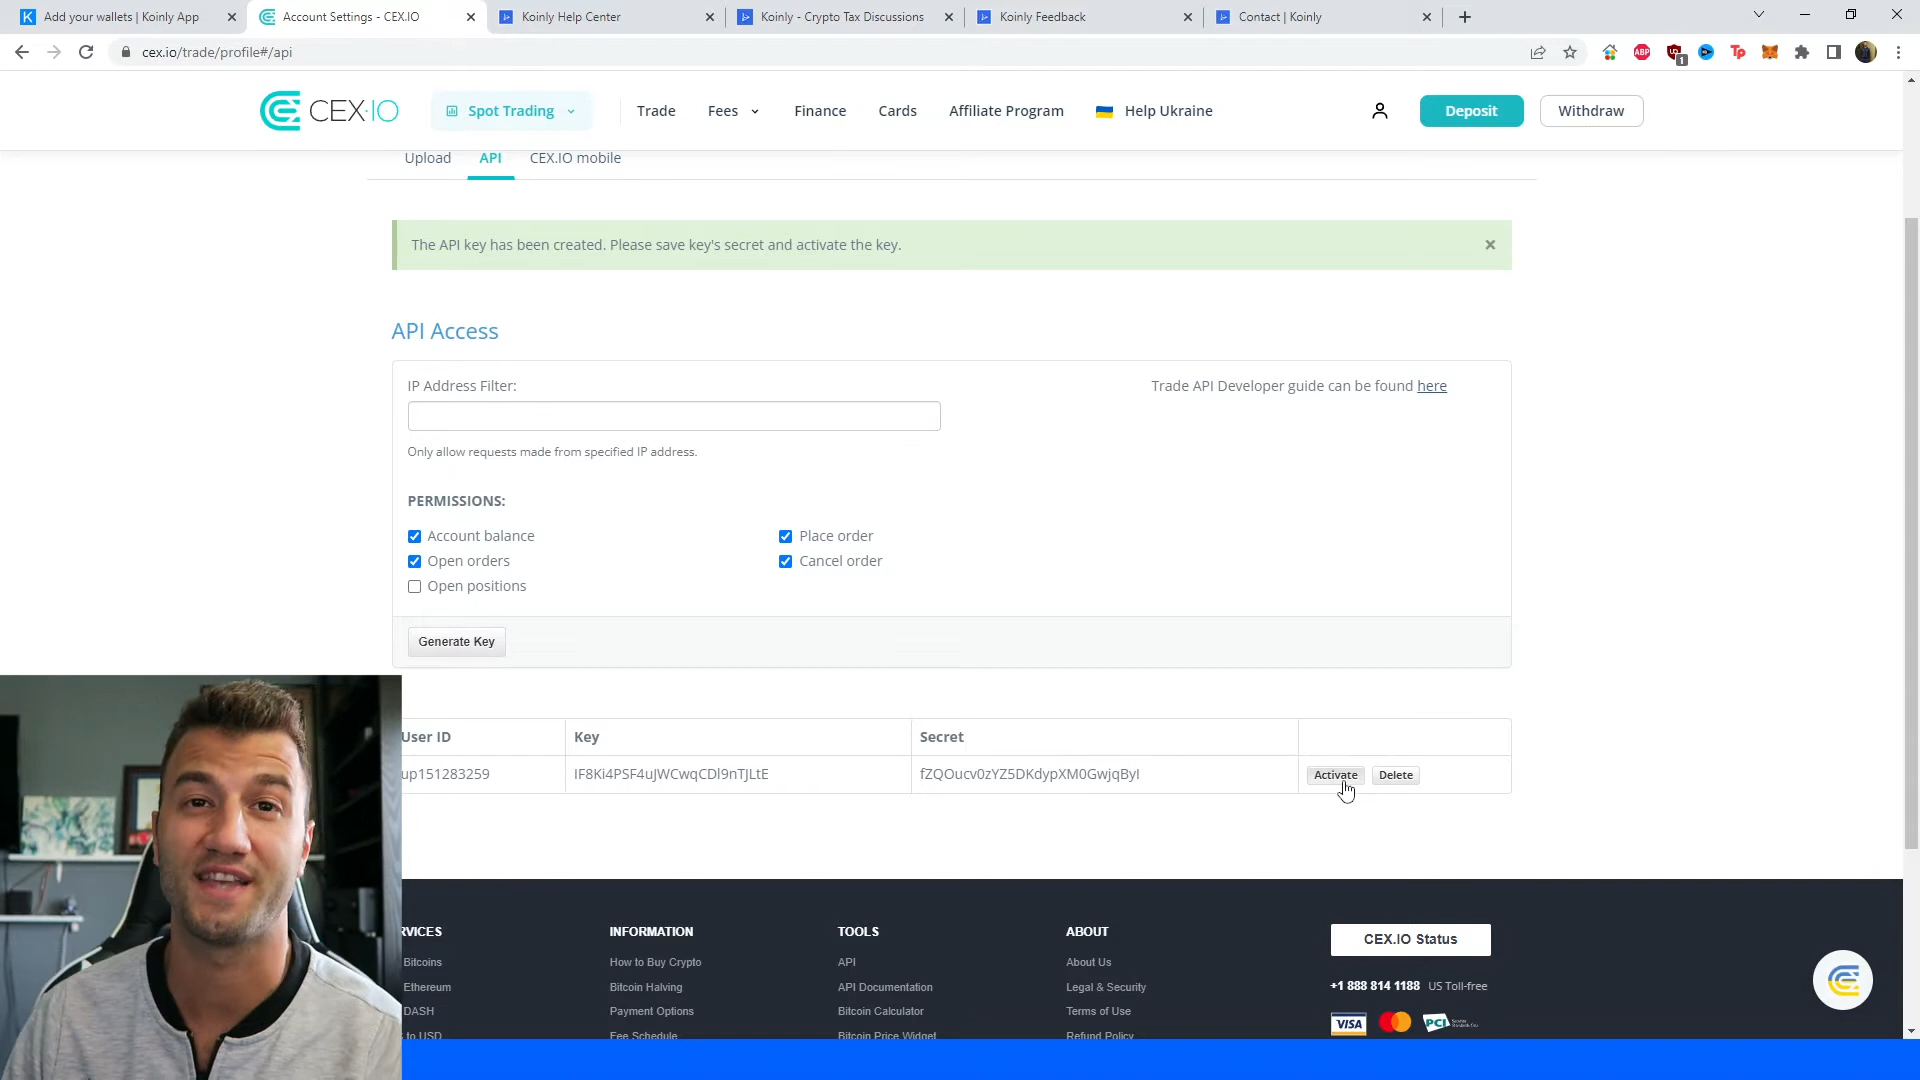 Add your wallets | Koinly App
Account Settings - CEX.IO
Koinly Help Center
Koinly - Crypto Tax Discussions
Koinly Feedback
Contact | Koinly
cex.io/trade/profile#/api
CEX.IO
Spot Trading
Trade
Fees
Finance
Cards
Affiliate Program
Help Ukraine
Deposit
Withdraw
Upload
API
CEX.IO mobile
The API key has been created. Please save key's secret and activate the key.
API Access
IP Address Filter:
Trade API Developer guide can be found here
Only allow requests made from specified IP address.
PERMISSIONS:
Account balance
Place order
Open orders
Cancel order
Open positions
Generate Key
User ID
Key
Secret
up151283259
IF8Ki4PSF4uJWCwqCDl9nTJLtE
fZQOucv0zYZ5DKdypXM0GwjqByI
Activate
Delete
RVICES
INFORMATION
TOOLS
ABOUT
CEX.IO Status
Bitcoins
How to Buy Crypto
API
About Us
Ethereum
Bitcoin Halving
API Documentation
Legal & Security
+1 888 814 1188 US Toll-free
DASH
Payment Options
Bitcoin Calculator
Terms of Use
VISA
PCI
to USD
Fee Schedule
Bitcoin Price Widget
Refund Policy